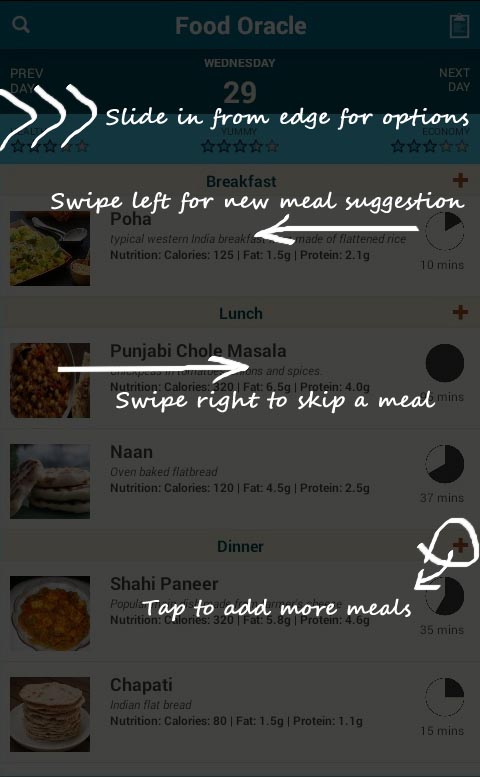 Food Oracle
PREV DAY
WEDNESDAY
29
NEXT DAY
Slide in from edge for options
YUMMY
ECONOMY
Breakfast
Swipe left for new meal suggestion
Poha
typical western India breakfast made of flattened rice
Nutrition: Calories: 125 | Fat: 1.5g | Protein: 2.1g
10 mins
Lunch
Punjabi Chole Masala
Chickpeas in tomatoes, onions and spices.
Nutrition: Calories: 320 | Fat: 6.5g | Protein: 4.0g
mins
Swipe right to skip a meal
Naan
Oven baked flatbread
Nutrition: Calories: 120 | Fat: 4.5g | Protein: 2.5g
37 mins
Dinner
Shahi Paneer
Tap to add more meals
Nutrition: Calories: 320 | Fat: 5.8g | Protein: 4.6g
35 mins
Chapati
Indian flat bread
Nutrition: Calories: 80 | Fat: 1.5g | Protein: 1.1g
15 mins